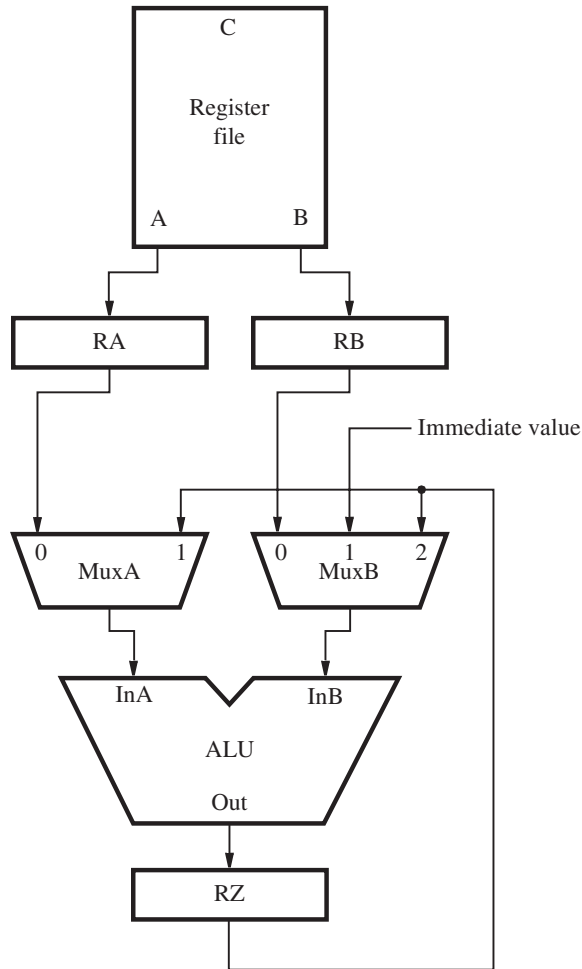 C
Register
file
A B
RA RB
Immediate value
0 1 0 1 2
MuxA MuxB
InA InB
ALU
Out
RZ